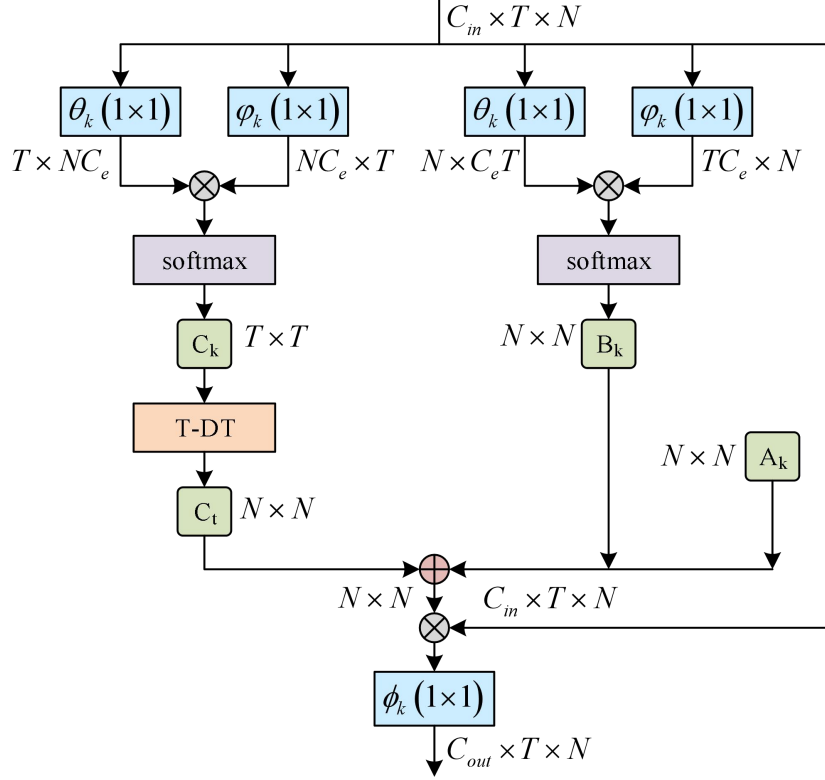 C_in × T × N
θ_k (1×1) φ_k (1×1) θ_k (1×1) φ_k (1×1)
T × NC_e NC_e × T N × C_eT TC_e × N
softmax softmax
C_k T × T N × N B_k
T-DT
N × N A_k
C_t N × N
N × N C_in × T × N
ϕ_k (1×1)
C_out × T × N